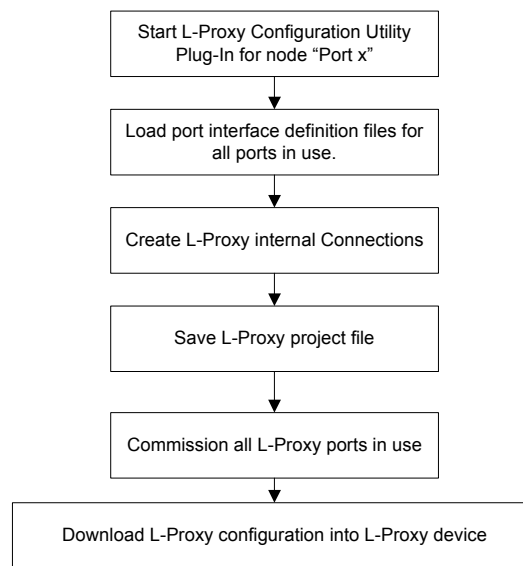 Start L-Proxy Configuration Utility
Plug-In for node “Port x”
Load port interface definition files for
all ports in use.
Create L-Proxy internal Connections
Save L-Proxy project file
Commission all L-Proxy ports in use
Download L-Proxy configuration into L-Proxy device